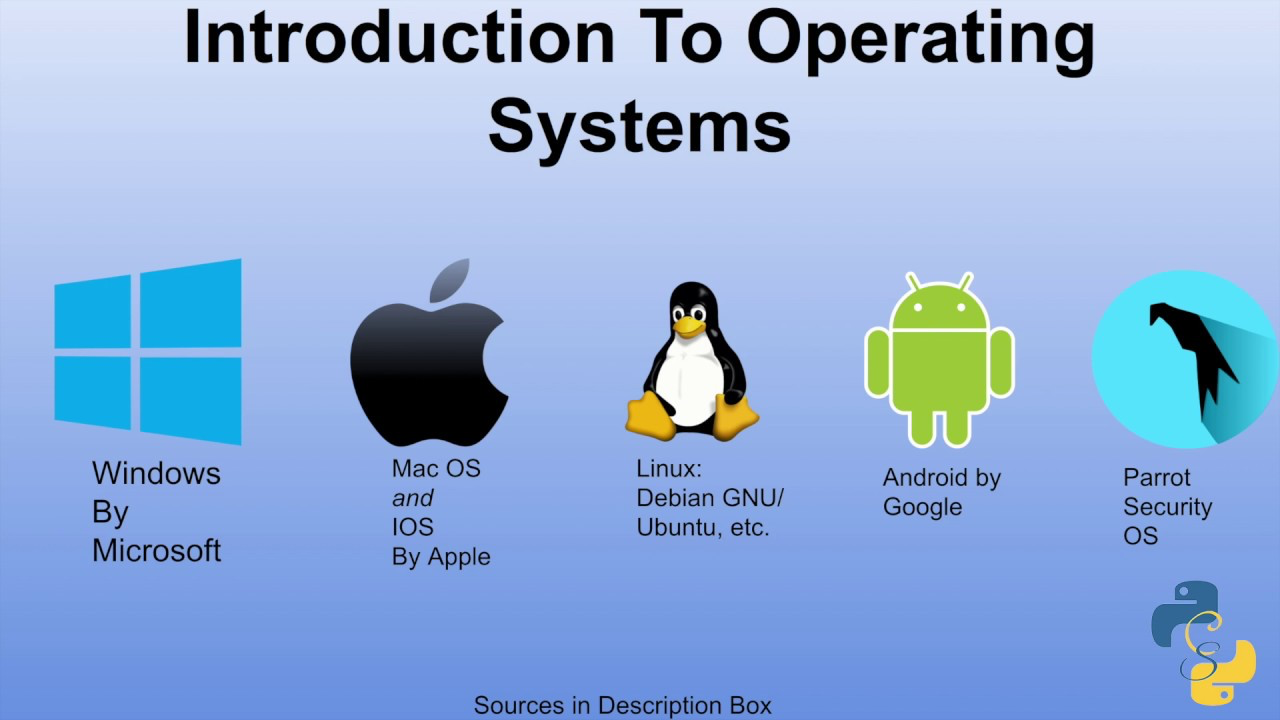 Introduction To Operating
Systems
Windows
By
Microsoft
Mac OS
and
IOS
By Apple
Linux:
Debian GNU/
Ubuntu, etc.
Android by
Google
Parrot
Security
OS
CS
Sources in Description Box